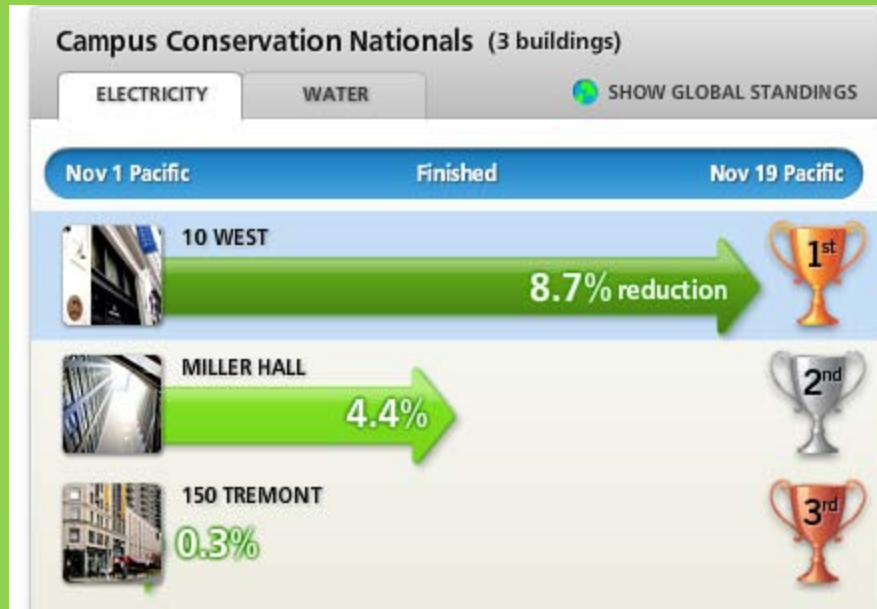 Campus Conservation Nationals (3 buildings)
ELECTRICITY WATER SHOW GLOBAL STANDINGS
Nov 1 Pacific Finished Nov 19 Pacific
10 WEST
8.7% reduction
1st
MILLER HALL
4.4%
2nd
150 TREMONT
0.3%
3rd